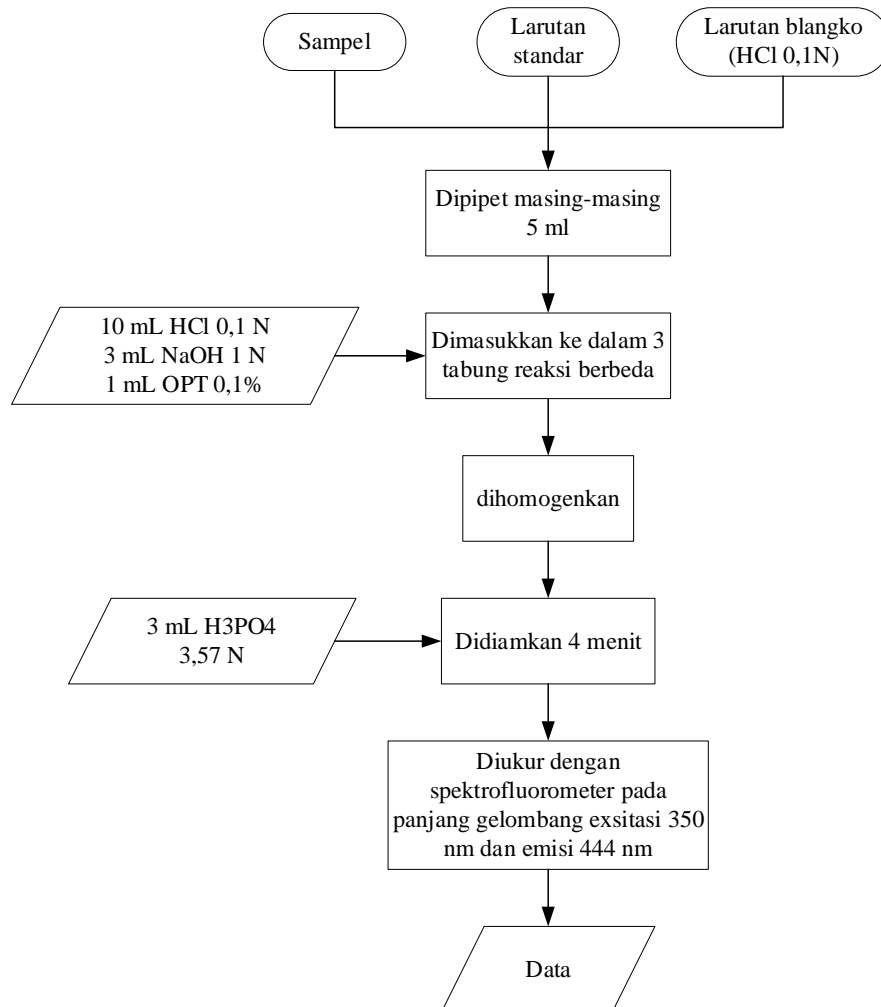 Sampel
Larutan
standar
Larutan blangko
(HCl 0,1N)
Dipipet masing-masing
5 ml
10 mL HCl 0,1 N
3 mL NaOH 1 N
1 mL OPT 0,1%
Dimasukkan ke dalam 3
tabung reaksi berbeda
dihomogenkan
3 mL H3PO4
3,57 N
Didiamkan 4 menit
Diukur dengan
spektrofluorometer pada
panjang gelombang exsitasi 350
nm dan emisi 444 nm
Data